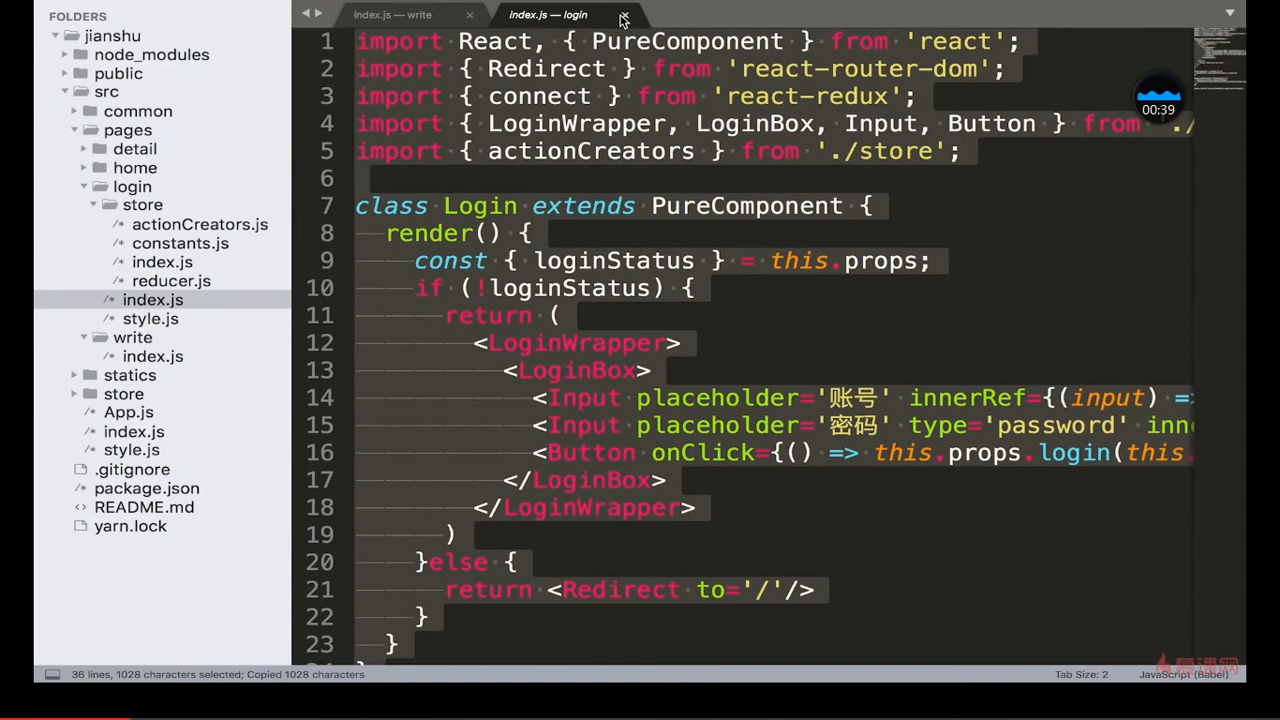 FOLDERS
jianshu
node_modules
public
src
common
pages
detail
home
login
store
actionCreators.js
constants.js
index.js
reducer.js
index.js
style.js
write
index.js
statics
store
App.js
index.js
style.js
.gitignore
package.json
README.md
yarn.lock
index.js — write
index.js — login
00:39
1 import React, { PureComponent } from 'react';
2 import { Redirect } from 'react-router-dom';
3 import { connect } from 'react-redux';
4 import { LoginWrapper, LoginBox, Input, Button } from './
5 import { actionCreators } from './store';
6
7 class Login extends PureComponent {
8 render() {
9 const { loginStatus } = this.props;
10 if (!loginStatus) {
11 return (
12 <LoginWrapper>
13 <LoginBox>
14 <Input placeholder='账号' innerRef={(input) =>
15 <Input placeholder='密码' type='password' inne
16 <Button onClick={() => this.props.login(this.
17 </LoginBox>
18 </LoginWrapper>
19 )
20 }else {
21 return <Redirect to='/'/>
22 }
23 }
36 lines, 1028 characters selected; Copied 1028 characters
Tab Size: 2
JavaScript (Babel)
慕课网